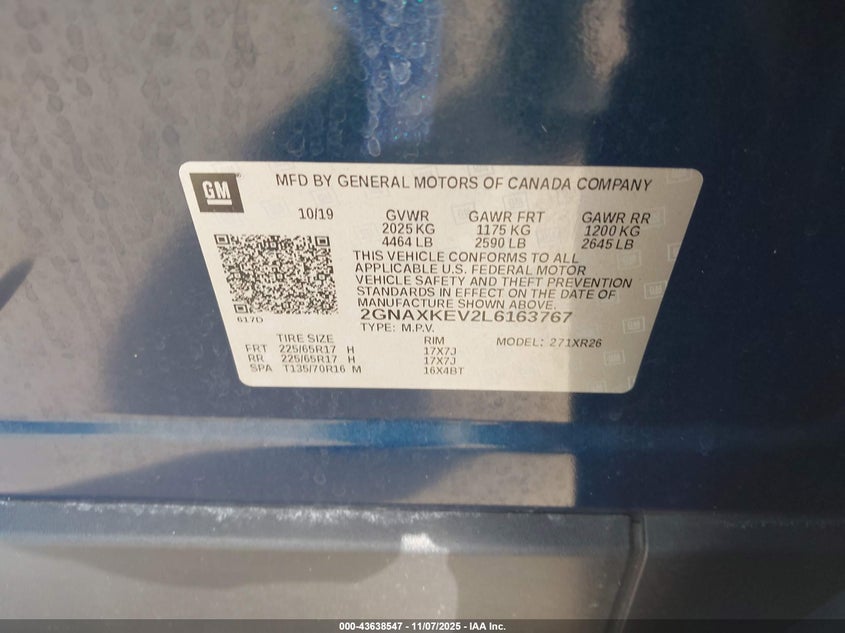 GM
MFD BY GENERAL MOTORS OF CANADA COMPANY
10/19 GVWR GAWR FRT GAWR RR
2025 KG 1175 KG 1200 KG
4464 LB 2590 LB 2645 LB
THIS VEHICLE CONFORMS TO ALL
APPLICABLE U.S. FEDERAL MOTOR
VEHICLE SAFETY AND THEFT PREVENTION
STANDARDS IN EFFECT ON THE DATE OF
MANUFACTURE SHOWN ABOVE.
617D
2GNAXKEV2L6163767
TYPE: M.P.V.
TIRE SIZE RIM MODEL: 271XR26
FRT 225/65R17 H 17X7J
RR 225/65R17 H 17X7J
SPA T135/70R16 M 16X4BT
000-43638547 — 11/07/2025 — IAA Inc.